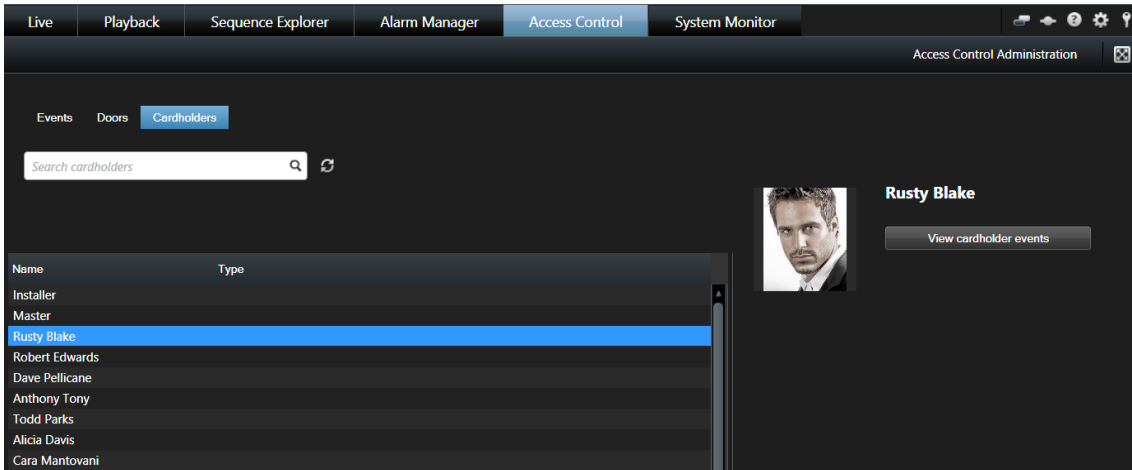 Live Playback Sequence Explorer Alarm Manager Access Control System Monitor
Access Control Administration
Events Doors Cardholders
Search cardholders
Rusty Blake
View cardholder events
Name Type
Installer
Master
Rusty Blake
Robert Edwards
Dave Pellicane
Anthony Tony
Todd Parks
Alicia Davis
Cara Mantovani